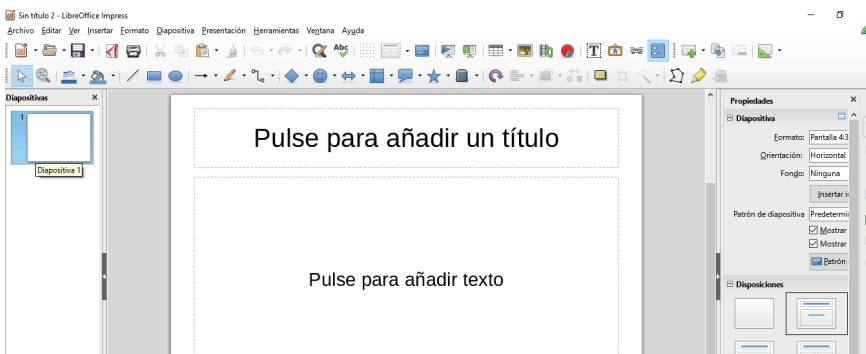 Sin título 2 - LibreOffice Impress
Archivo Editar Ver Insertar Formato Diapositiva Presentación Herramientas Ventana Ayuda
Diapositivas
1
Diapositiva 1
Pulse para añadir un título
Pulse para añadir texto
Propiedades
Diapositiva
Formato: Pantalla 4:3
Orientación: Horizontal
Fondo: Ninguna
Insertar i
Patrón de diapositiva Predetermi
Mostrar
Mostrar
Patrón
Disposiciones